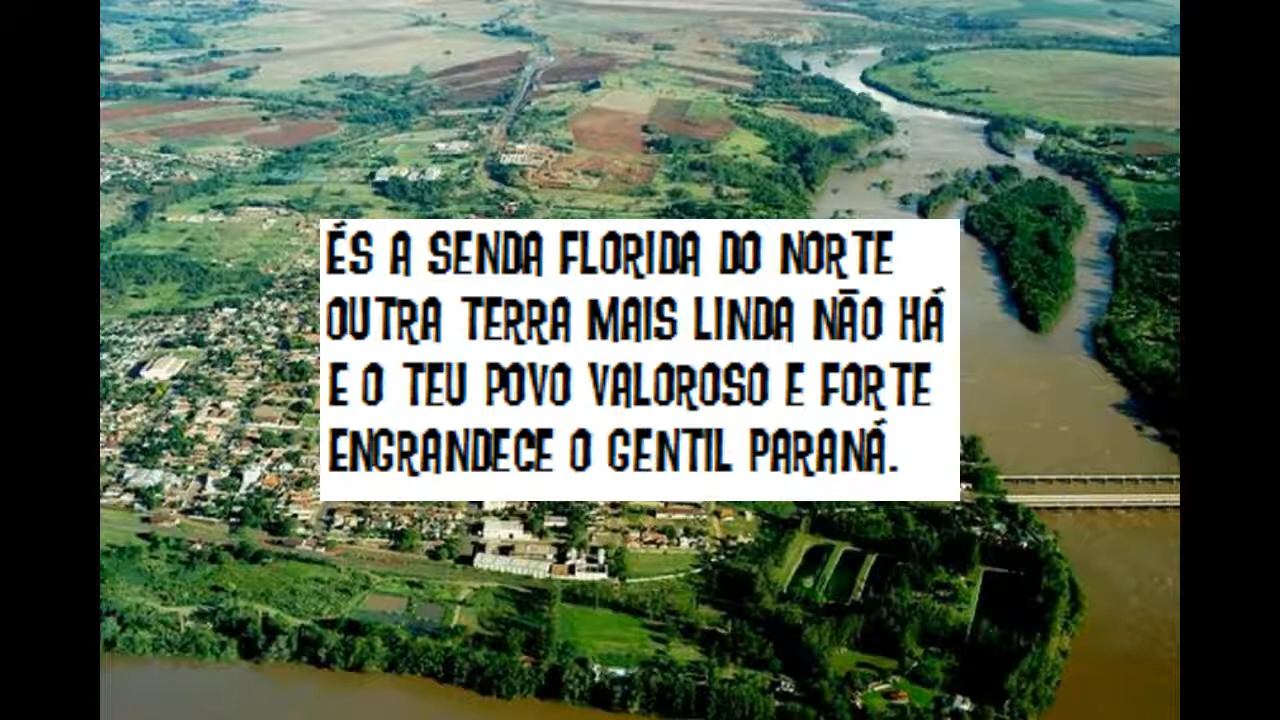 ÉS A SENDA FLORIDA DO NORTE
OUTRA TERRA MAIS LINDA NÃO HÁ
E O TEU POVO VALOROSO E FORTE
ENGRANDECE O GENTIL PARANÁ.